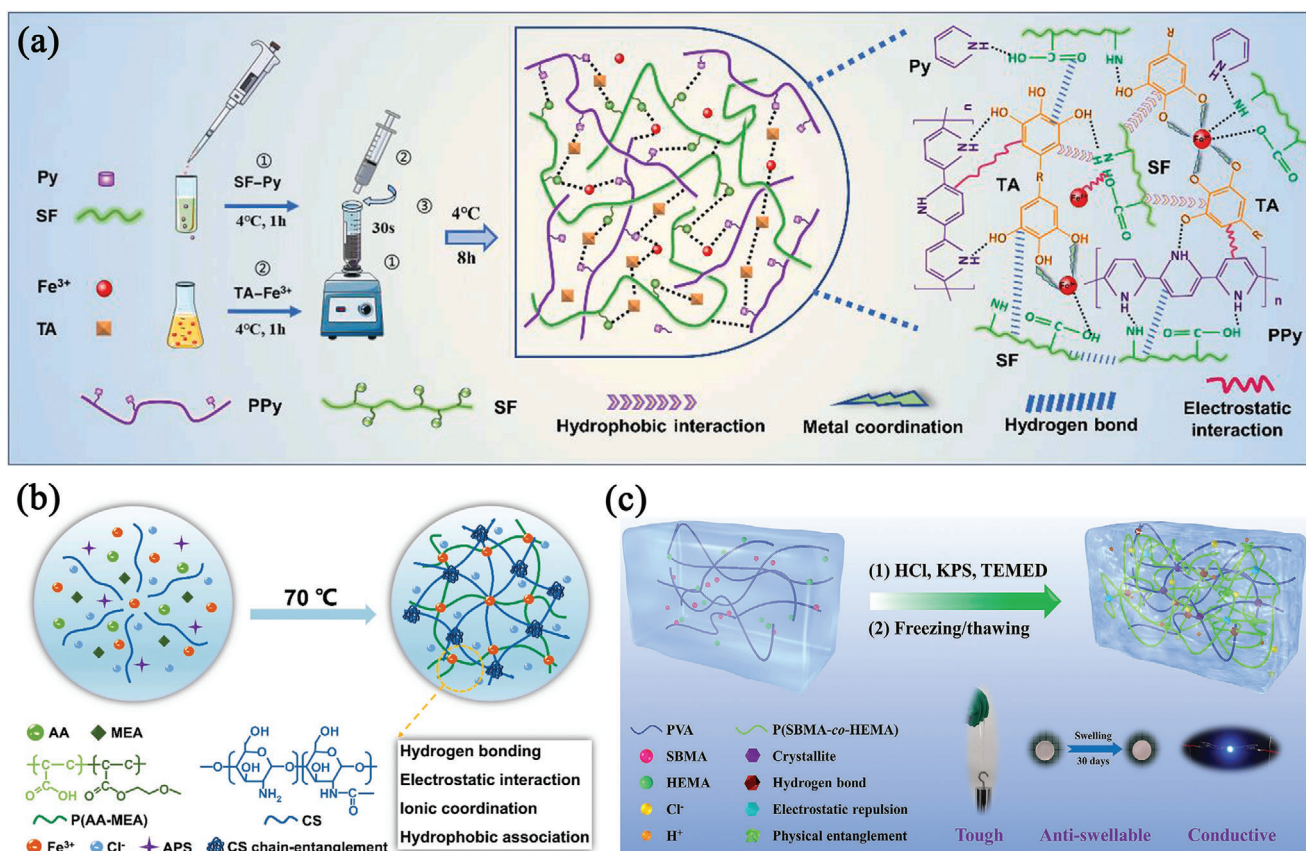 (a)
Py
SF
Fe³⁺
TA
①
SF–Py
4℃, 1h
②
TA–Fe³⁺
4℃, 1h
②
③
30s
①
4℃
8h
PPy
SF
Hydrophobic interaction
Metal coordination
Hydrogen bond
Electrostatic
interaction
Py
TA
SF
TA
SF
PPy
n
n
(b)
70 ℃
AA
MEA
P(AA-MEA)
CS
Fe³⁺
Cl⁻
APS
CS chain-entanglement
Hydrogen bonding
Electrostatic interaction
Ionic coordination
Hydrophobic association
(c)
(1) HCl, KPS, TEMED
(2) Freezing/thawing
PVA
P(SBMA-co-HEMA)
SBMA
Crystallite
HEMA
Hydrogen bond
Cl⁻
Electrostatic repulsion
H⁺
Physical entanglement
Swelling
30 days
Tough
Anti-swellable
Conductive